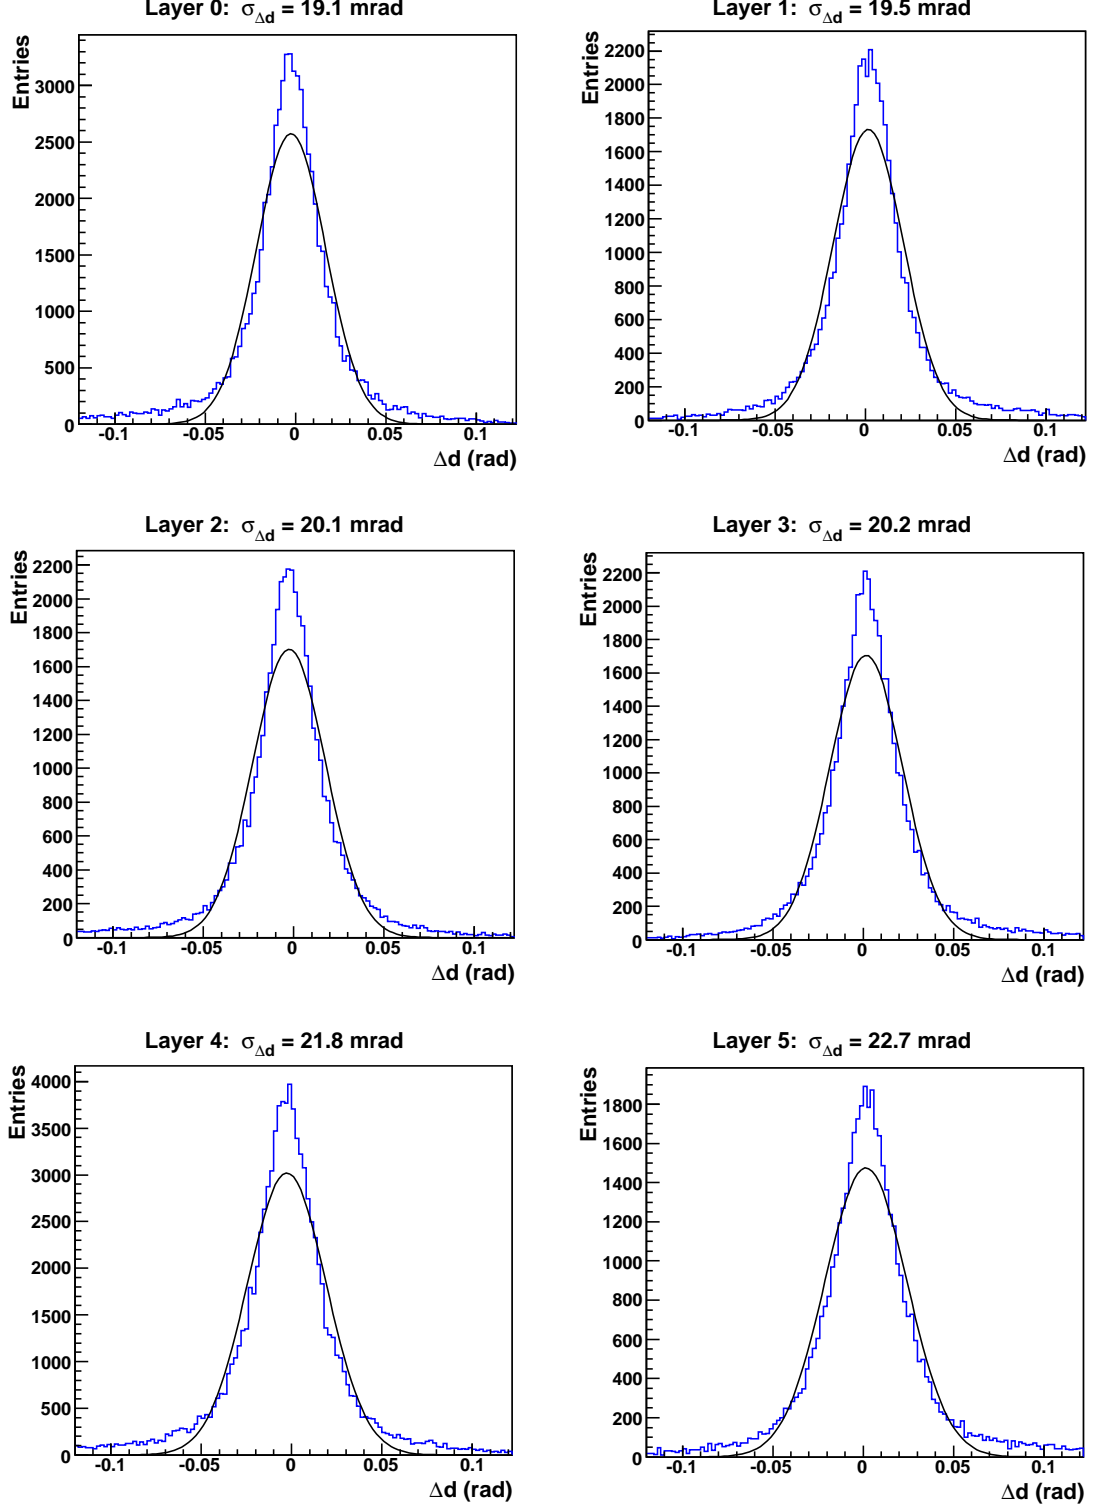 Layer 0: σΔd = 19.1 mrad
Entries
3000
2500
2000
1500
1000
500
0
-0.1 -0.05 0 0.05 0.1
Δd (rad)
Layer 1: σΔd = 19.5 mrad
Entries
2200
2000
1800
1600
1400
1200
1000
800
600
400
200
0
-0.1 -0.05 0 0.05 0.1
Δd (rad)
Layer 2: σΔd = 20.1 mrad
Entries
2200
2000
1800
1600
1400
1200
1000
800
600
400
200
0
-0.1 -0.05 0 0.05 0.1
Δd (rad)
Layer 3: σΔd = 20.2 mrad
Entries
2200
2000
1800
1600
1400
1200
1000
800
600
400
200
0
-0.1 -0.05 0 0.05 0.1
Δd (rad)
Layer 4: σΔd = 21.8 mrad
Entries
4000
3500
3000
2500
2000
1500
1000
500
0
-0.1 -0.05 0 0.05 0.1
Δd (rad)
Layer 5: σΔd = 22.7 mrad
Entries
1800
1600
1400
1200
1000
800
600
400
200
0
-0.1 -0.05 0 0.05 0.1
Δd (rad)